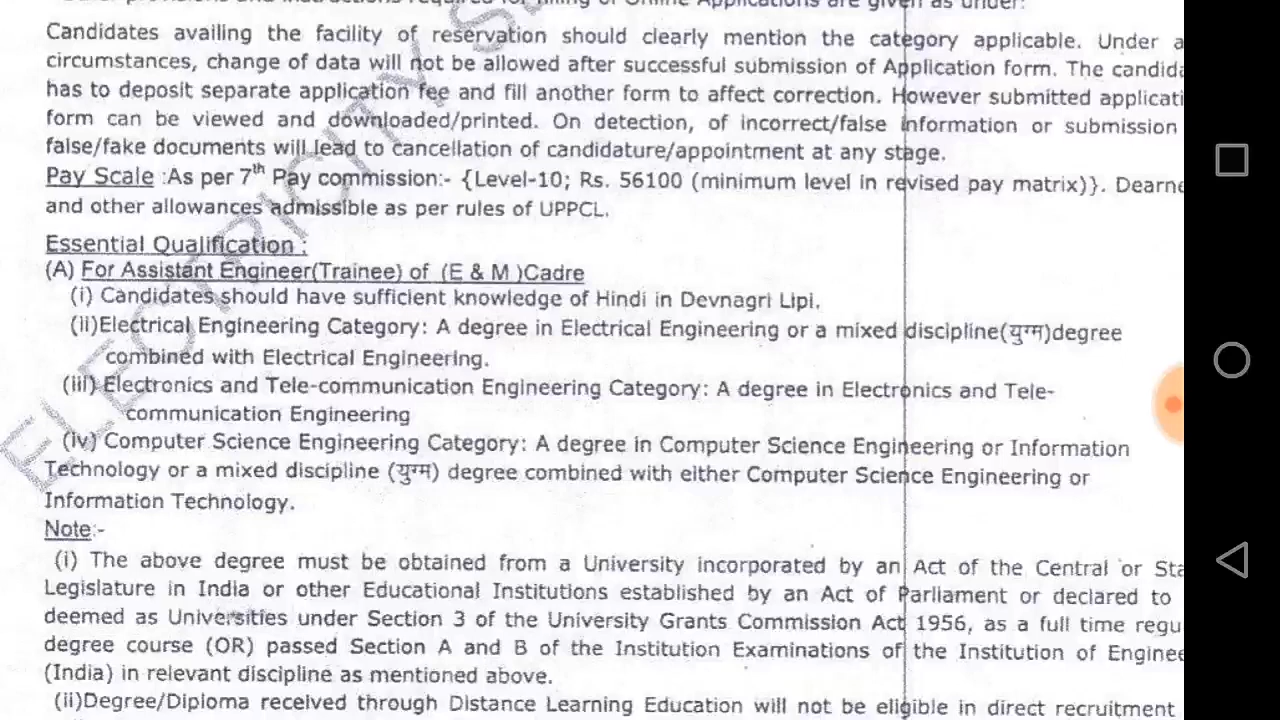 Candidates availing the facility of reservation should clearly mention the category applicable. Under
circumstances, change of data will not be allowed after successful submission of Application form. The
has to deposit separate application fee and fill another form to affect correction. However submitted
form can be viewed and downloaded/printed. On detection, of incorrect/false information or submission
false/fake documents will lead to cancellation of candidature/appointment at any stage.
Pay Scale :As per 7th Pay commission:- {Level-10; Rs. 56100 (minimum level in revised pay matrix)}.
and other allowances admissible as per rules of UPPCL.
Essential Qualification :
(A) For Assistant Engineer(Trainee) of (E & M )Cadre
(i) Candidates should have sufficient knowledge of Hindi in Devnagri Lipi.
(ii)Electrical Engineering Category: A degree in Electrical Engineering or a mixed discipline(युग्म)degree
combined with Electrical Engineering.
(iii) Electronics and Tele-communication Engineering Category: A degree in Electronics and Tele-
communication Engineering
(iv) Computer Science Engineering Category: A degree in Computer Science Engineering or Information
Technology or a mixed discipline (युग्म) degree combined with either Computer Science Engineering or
Information Technology.
Note:-
(i) The above degree must be obtained from a University incorporated by an Act of the Central or
Legislature in India or other Educational Institutions established by an Act of Parliament or declared to
deemed as Universities under Section 3 of the University Grants Commission Act 1956, as a full time
degree course (OR) passed Section A and B of the Institution Examinations of the Institution of
(India) in relevant discipline as mentioned above.
(ii)Degree/Diploma received through Distance Learning Education will not be eligible in direct recruitment
ELECTRICITY